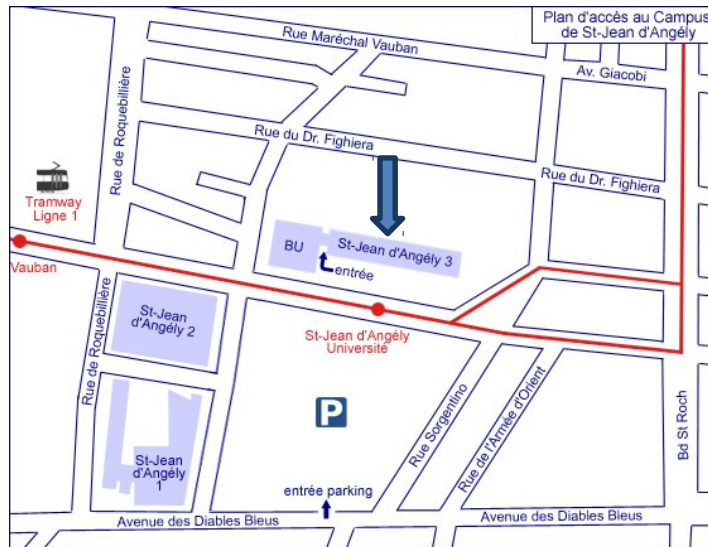 Plan d'accès au Campus
de St-Jean d'Angély
Rue Maréchal Vauban
Av. Giacobi
Rue de Roquebillière
Rue du Dr. Fighiera
Rue du Dr. Fighiera
Tramway
Ligne 1
Vauban
BU
St-Jean d'Angély 3
entrée
St-Jean
d'Angély 2
St-Jean d'Angély
Université
Rue de Roquebillière
P
Rue Sorgentino
Rue de l'Armée d'Orient
Bd St Roch
St-Jean
d'Angély
1
entrée parking
Avenue des Diables Bleus
Avenue des Diables Bleus